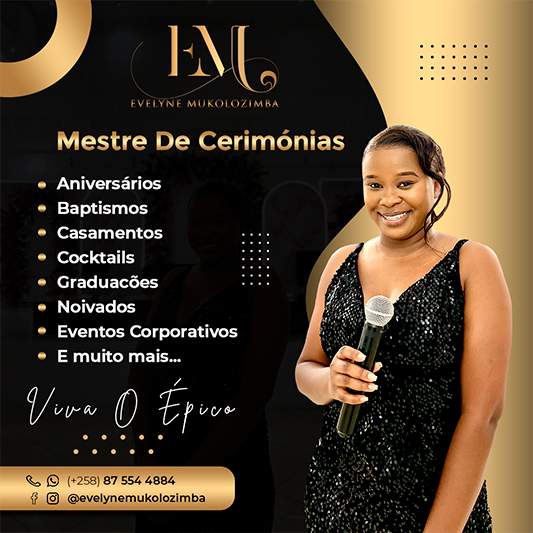 EM
EVELYNE MUKOLOZIMBA
Mestre De Cerimónias
Aniversários
Baptismos
Casamentos
Cocktails
Graduacões
Noivados
Eventos Corporativos
E muito mais...
Viva O Épico
(+258) 87 554 4884
@evelynemukolozimba